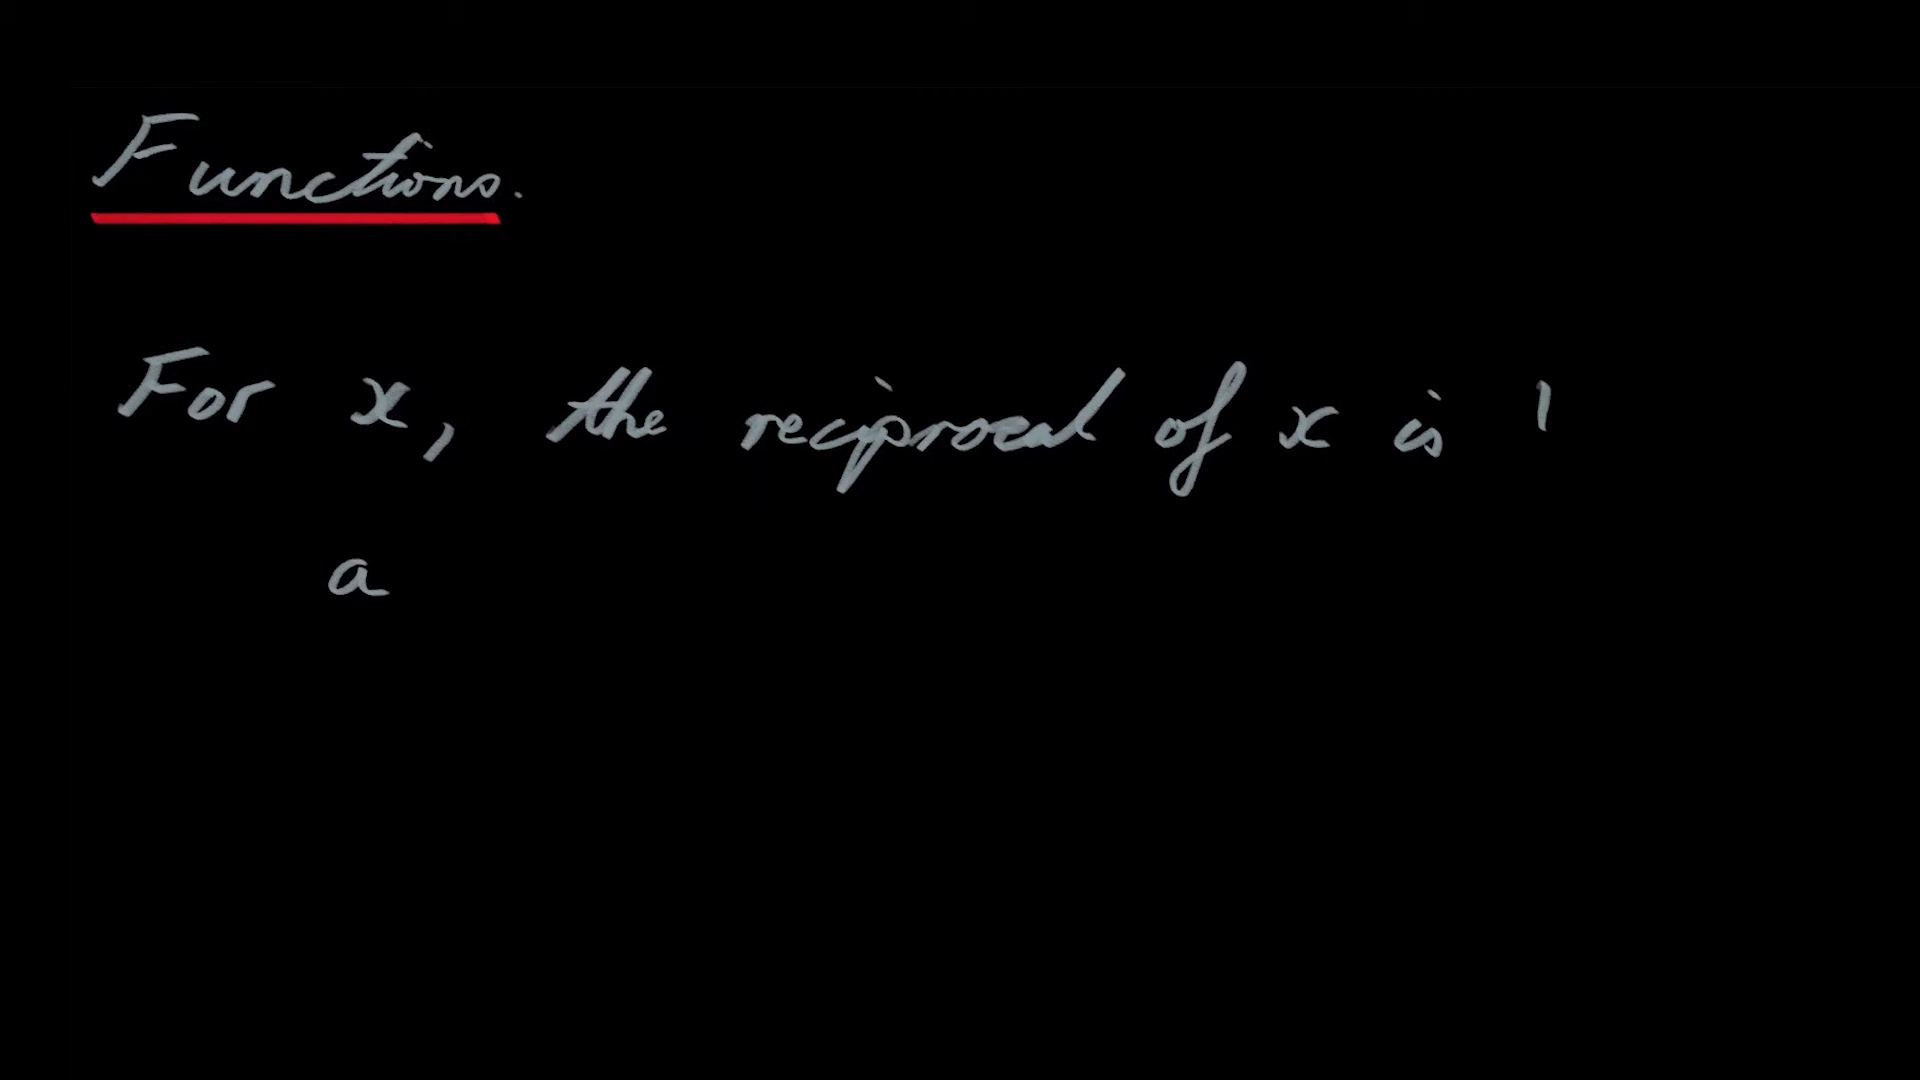 Functions.
For x, the reciprocal of x is 1
a